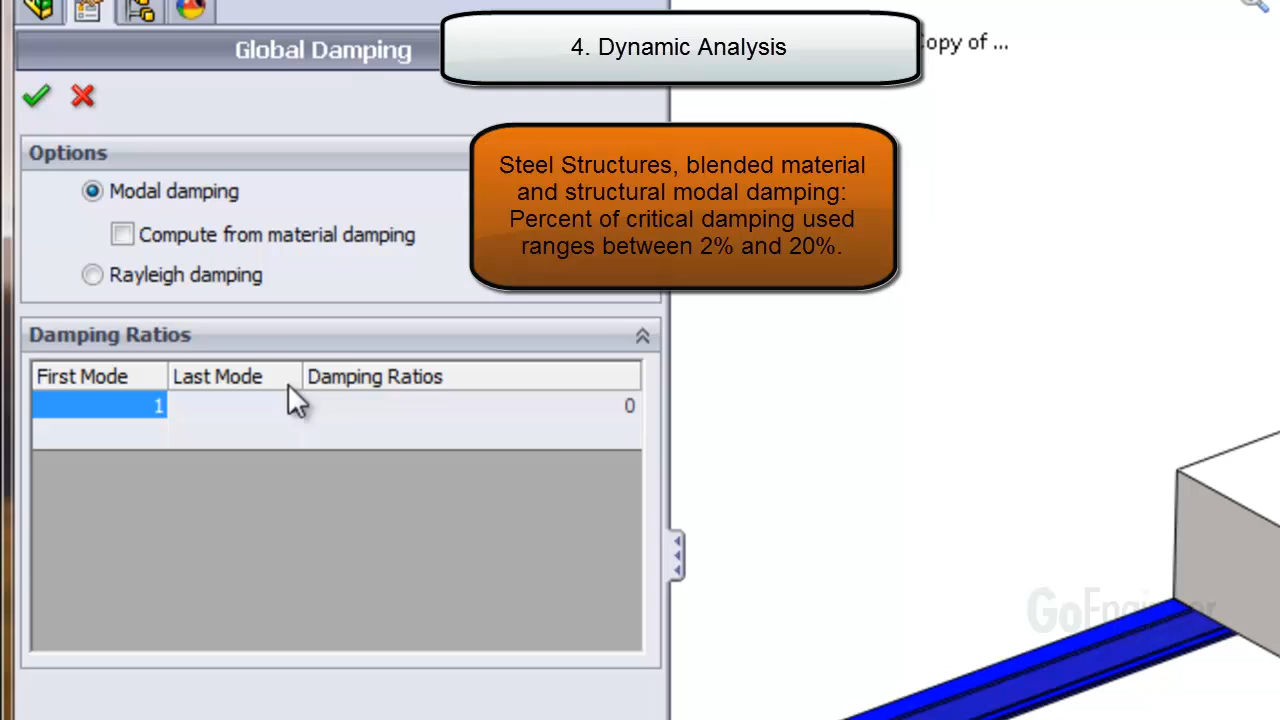 4. Dynamic Analysis
opy of ...
Global Damping
Options
Modal damping
Compute from material damping
Rayleigh damping
Steel Structures, blended material
and structural modal damping:
Percent of critical damping used
ranges between 2% and 20%.
Damping Ratios
First Mode Last Mode Damping Ratios
1 0
GoEngineer